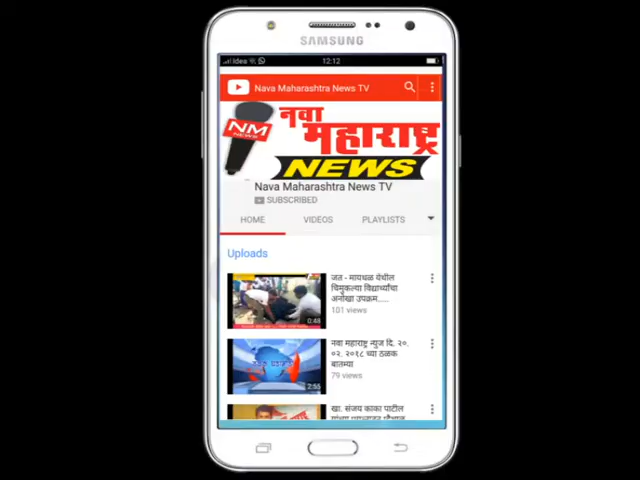 SAMSUNG
Idea
12:12
Nava Maharashtra News TV
नवा
महाराष्ट्र
NM
NEWS
NEWS
Nava Maharashtra News TV
SUBSCRIBED
HOME VIDEOS PLAYLISTS
Uploads
जत - मायथळ येथील
चिमुकल्या विद्यार्थ्यांचा
अनोखा उपक्रम.....
101 views
0:48
नवा महाराष्ट्र न्युज दि. २०.
०२. २०१८ च्या ठळक
बातम्या
79 views
2:55
खा. संजय काका पाटील